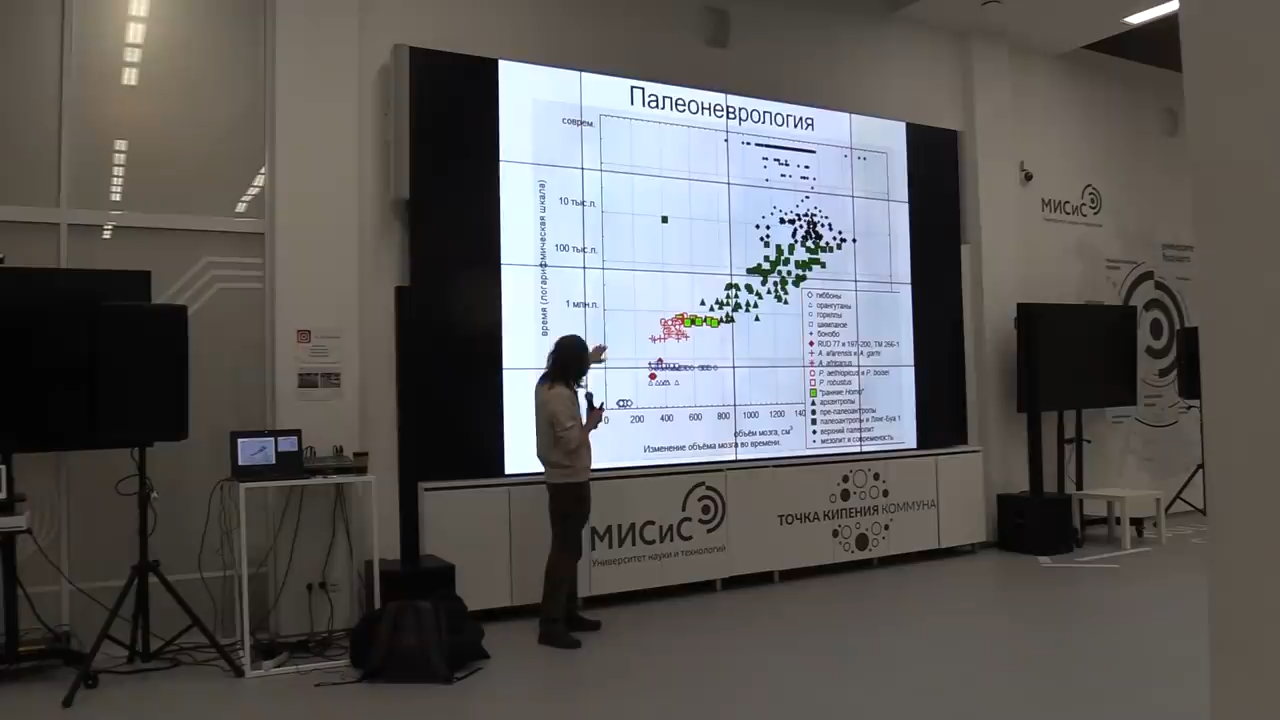 Палеоневрология
соврем.
10 тыс.л.
100 тыс.л.
1 млн.л.
время (логарифмическая шкала)
0 200 400 600 800 1000 1200
объём мозга, см³
Изменение объёма мозга во времени.
гиббоны
орангутаны
гориллы
шимпанзе
бонобо
RUD 77 и 197-200, TM 266-1
A. afarensis и A. garhi
A. africanus
P. aethiopicus и P. boisei
P. robustus
"ранние Homo"
архантропы
пре-палеоантропы
палеоантропы и Лянг-Буа 1
верхний палеолит
мезолит и современность
МИСиС
МИСиС
Университет науки и технологий
ТОЧКА КИПЕНИЯ КОММУНА